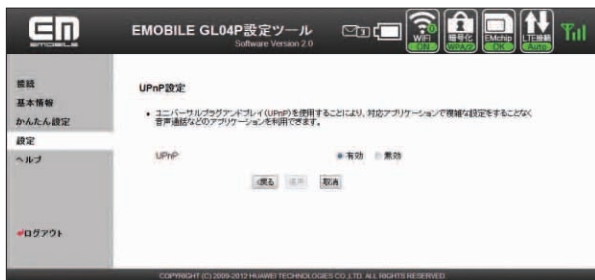 EM
EMOBILE
EMOBILE GL04P設定ツール
Software Version 2.0
WiFi
ON
暗号化
WPA/2
EMchip
OK
LTE接続
Auto
接続
基本情報
かんたん設定
設定
ヘルプ
ログアウト
UPnP設定
• ユニバーサルプラグアンドプレイ(UPnP)を使用することにより、対応アプリケーションで複雑な設定をすることなく
音声通話などのアプリケーションを利用できます。
UPnP: 有効 無効
戻る 適用 取消
COPYRIGHT (C) 2009-2012 HUAWEI TECHNOLOGIES CO.,LTD. ALL RIGHTS RESERVED.